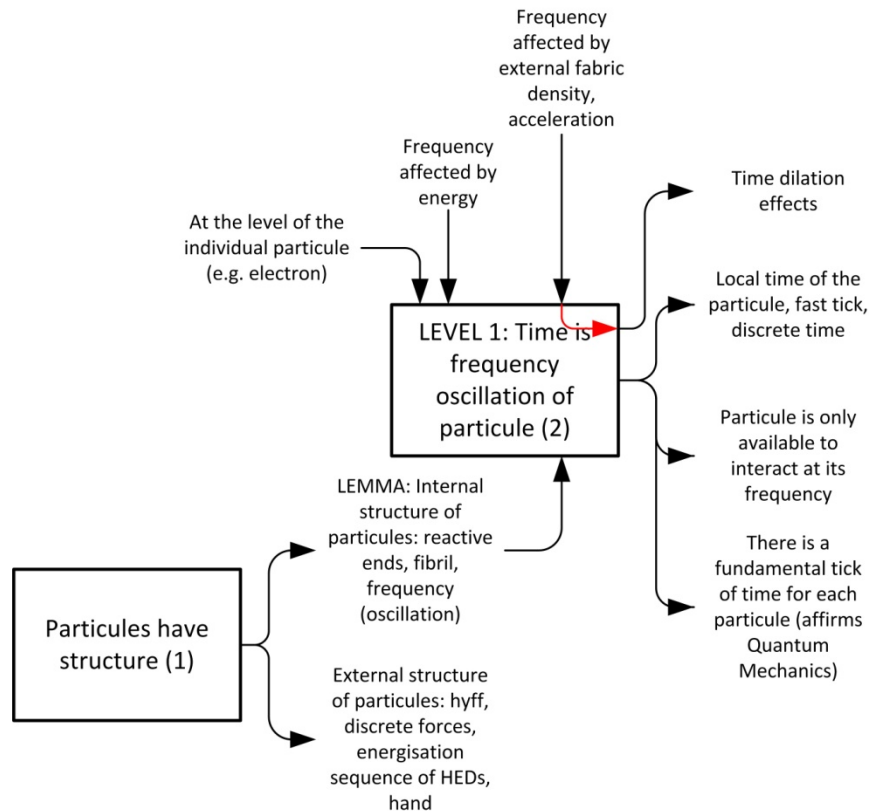 Frequency
affected by
external fabric
density,
acceleration
Frequency
affected by
energy
At the level of the
individual particule
(e.g. electron)
Time dilation
effects
Local time of the
particule, fast tick,
discrete time
LEVEL 1: Time is
frequency
oscillation of
particule (2)
Particule is only
available to
interact at its
frequency
LEMMA: Internal
structure of
particules: reactive
ends, fibril,
frequency
(oscillation)
There is a
fundamental tick
of time for each
particule (affirms
Quantum
Mechanics)
Particules have
structure (1)
External structure
of particules: hyff,
discrete forces,
energisation
sequence of HEDs,
hand